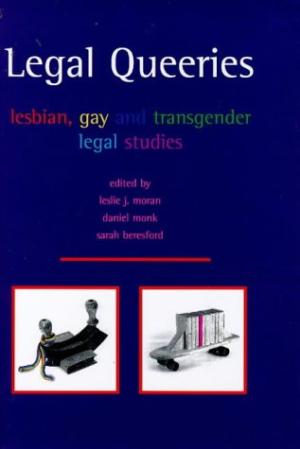 Legal Queeries
lesbian, gay and transgender
legal studies
edited by
leslie j. moran
daniel monk
sarah beresford